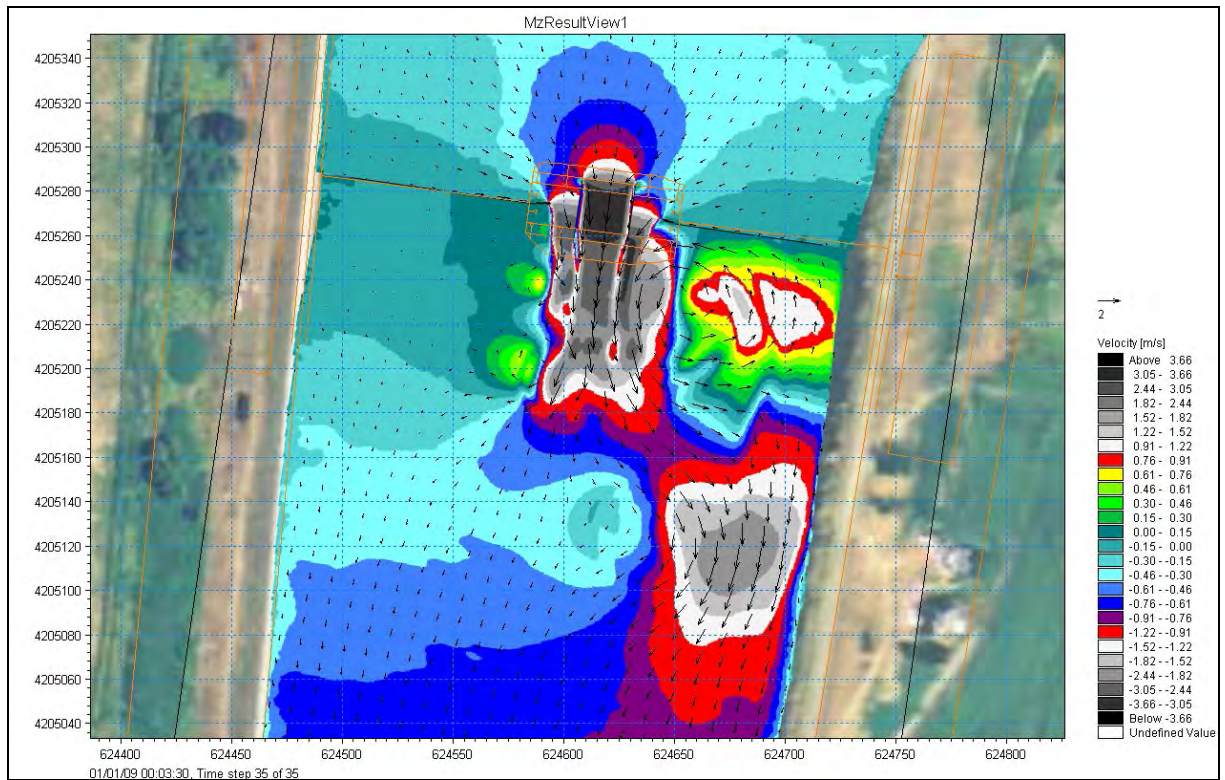 MzResultView1
4205340
4205320
4205300
4205280
4205260
4205240
4205220
4205200
4205180
4205160
4205140
4205120
4205100
4205080
4205060
4205040
624400 624450 624500 624550 624600 624650 624700 624750 624800
01/01/09 00:03:30, Time step 35 of 35
2
Velocity [m/s]
Above 3.66
3.05 - 3.66
2.44 - 3.05
1.82 - 2.44
1.52 - 1.82
1.22 - 1.52
0.91 - 1.22
0.76 - 0.91
0.61 - 0.76
0.46 - 0.61
0.30 - 0.46
0.15 - 0.30
0.00 - 0.15
-0.15 - 0.00
-0.30 - -0.15
-0.46 - -0.30
-0.61 - -0.46
-0.76 - -0.61
-0.91 - -0.76
-1.22 - -0.91
-1.52 - -1.22
-1.82 - -1.52
-2.44 - -1.82
-3.05 - -2.44
-3.66 - -3.05
Below -3.66
Undefined Value